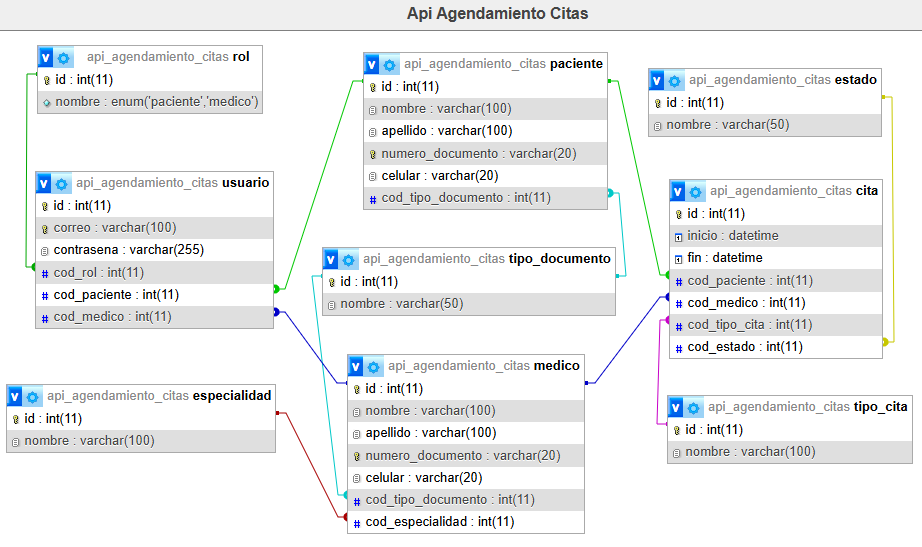 Api Agendamiento Citas
api_agendamiento_citas rol
id : int(11)
nombre : enum('paciente','medico')
api_agendamiento_citas paciente
id : int(11)
nombre : varchar(100)
apellido : varchar(100)
numero_documento : varchar(20)
celular : varchar(20)
cod_tipo_documento : int(11)
api_agendamiento_citas estado
id : int(11)
nombre : varchar(50)
api_agendamiento_citas usuario
id : int(11)
correo : varchar(100)
contrasena : varchar(255)
cod_rol : int(11)
cod_paciente : int(11)
cod_medico : int(11)
api_agendamiento_citas cita
id : int(11)
inicio : datetime
fin : datetime
cod_paciente : int(11)
cod_medico : int(11)
cod_tipo_cita : int(11)
cod_estado : int(11)
api_agendamiento_citas tipo_documento
id : int(11)
nombre : varchar(50)
api_agendamiento_citas medico
id : int(11)
nombre : varchar(100)
apellido : varchar(100)
numero_documento : varchar(20)
celular : varchar(20)
cod_tipo_documento : int(11)
cod_especialidad : int(11)
api_agendamiento_citas especialidad
id : int(11)
nombre : varchar(100)
api_agendamiento_citas tipo_cita
id : int(11)
nombre : varchar(100)